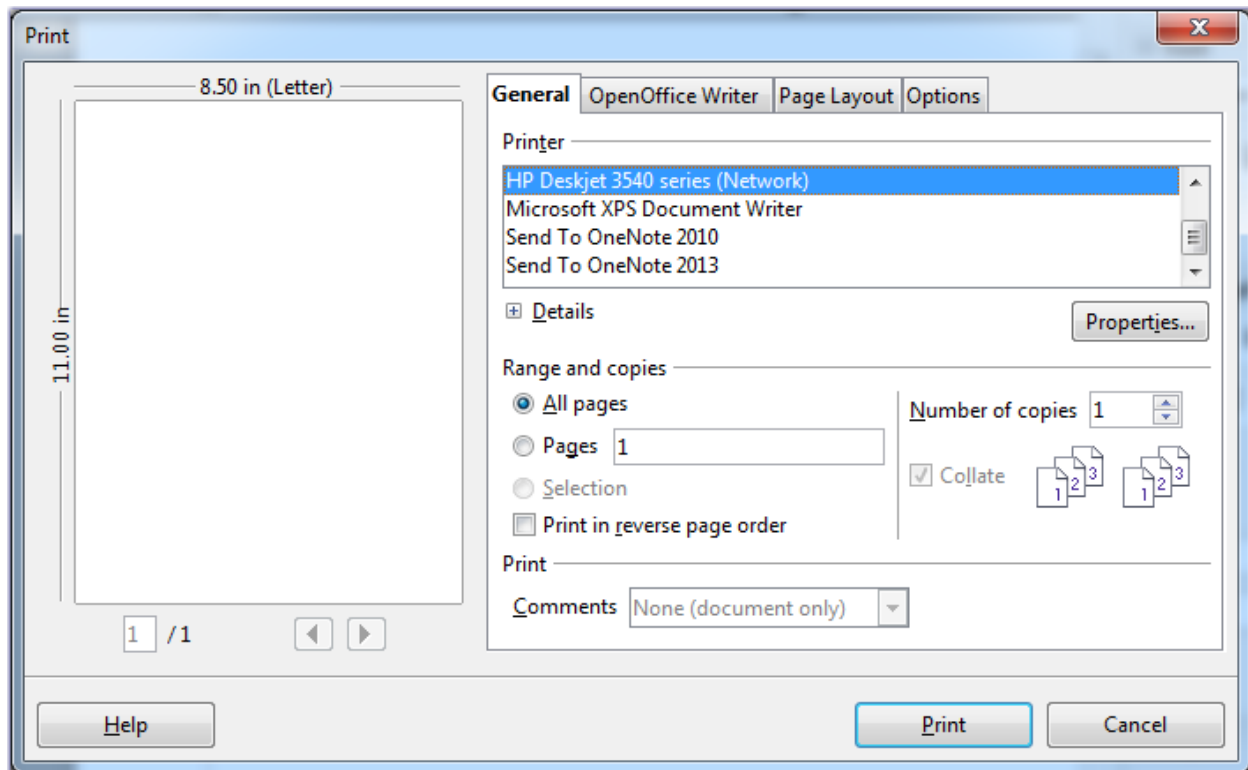 Print
X
8.50 in (Letter)
11.00 in
1 / 1
General OpenOffice Writer Page Layout Options
Printer
HP Deskjet 3540 series (Network)
Microsoft XPS Document Writer
Send To OneNote 2010
Send To OneNote 2013
Details
Properties...
Range and copies
All pages
Pages 1
Selection
Print in reverse page order
Number of copies 1
Collate 1 2 3 1 2 3
Print
Comments None (document only)
Help Print Cancel